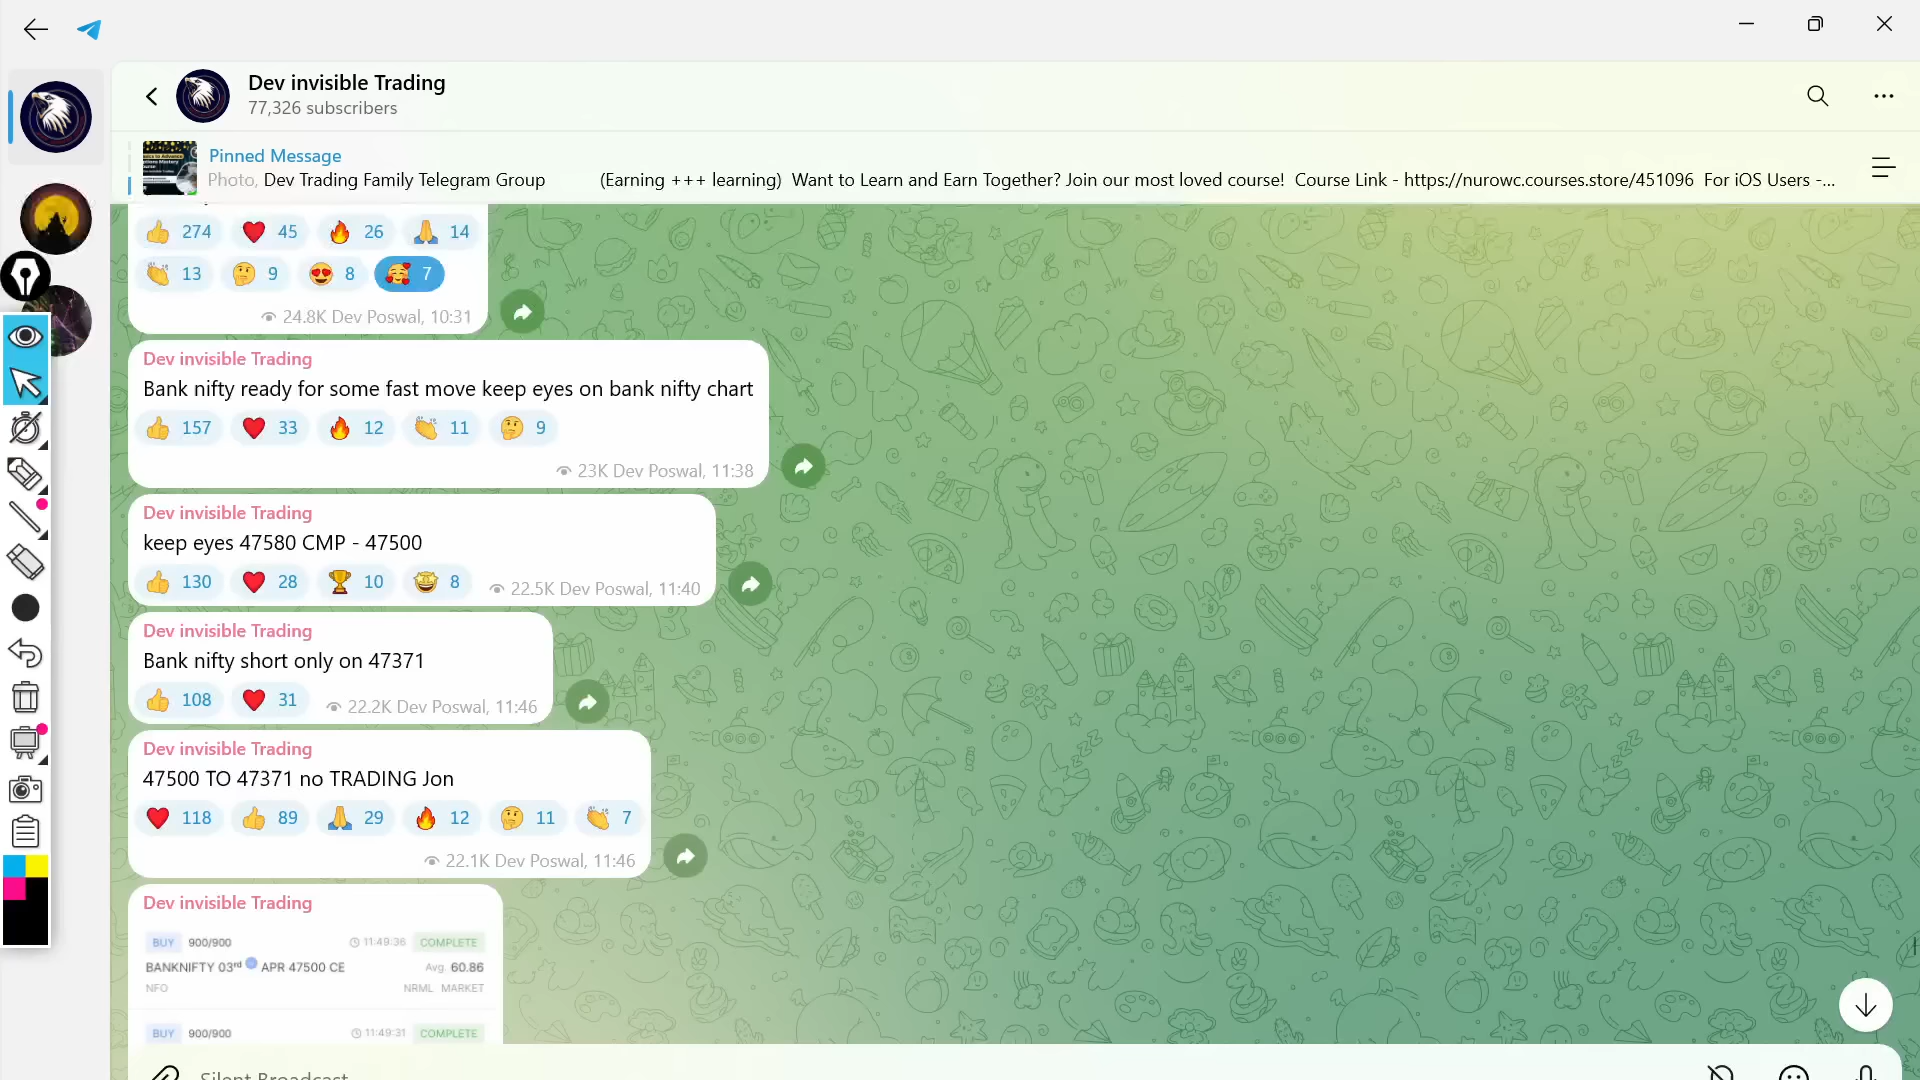 Dev invisible Trading
77,326 subscribers
Pinned Message
Photo, Dev Trading Family Telegram Group (Earning +++ learning) Want to Learn and Earn Together? Join our most loved course! Course Link - https://nurowc.courses.store/451096 For iOS Users -...
274 45 26 14
13 9 8 7
24.8K Dev Poswal, 10:31
Dev invisible Trading
Bank nifty ready for some fast move keep eyes on bank nifty chart
157 33 12 11 9
23K Dev Poswal, 11:38
Dev invisible Trading
keep eyes 47580 CMP - 47500
130 28 10 8 22.5K Dev Poswal, 11:40
Dev invisible Trading
Bank nifty short only on 47371
108 31 22.2K Dev Poswal, 11:46
Dev invisible Trading
47500 TO 47371 no TRADING Jon
118 89 29 12 11 7
22.1K Dev Poswal, 11:46
Dev invisible Trading
BUY 900/900 11:49:36 COMPLETE
BANKNIFTY 03rd APR 47500 CE Avg. 60.86
NFO NRML MARKET
BUY 900/900 11:49:31 COMPLETE
Silent Broadcast